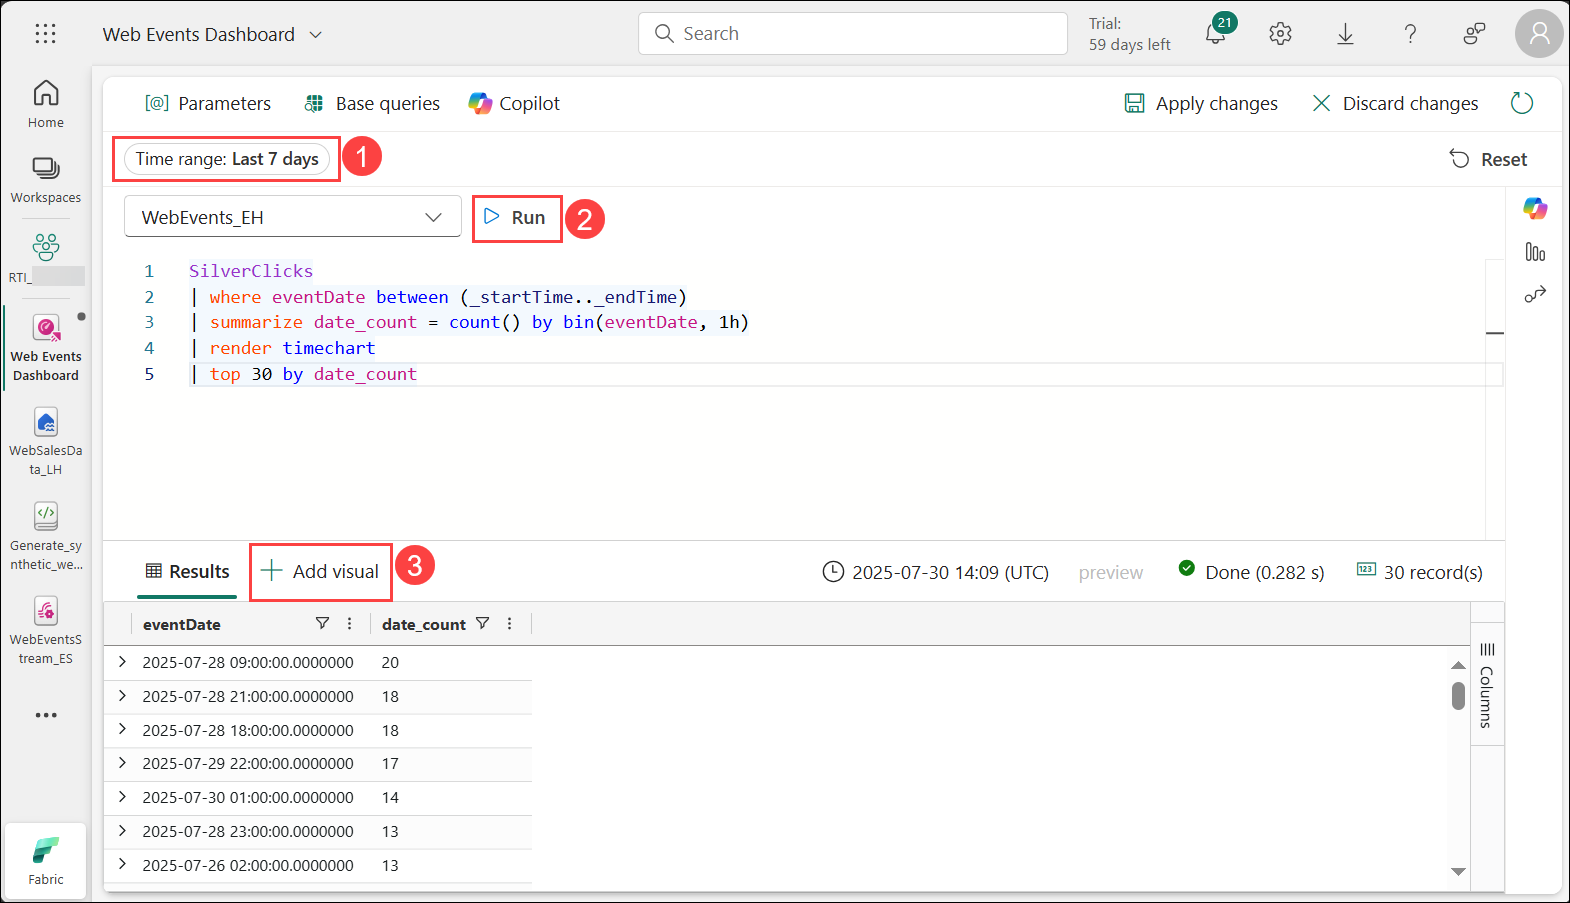 Web Events Dashboard
Search
Trial:
59 days left
21
Home
Workspaces
RTI_
Web Events
Dashboard
WebSalesDa
ta_LH
Generate_sy
nthetic_we...
WebEventsS
tream_ES
Fabric
[@] Parameters
Base queries
Copilot
Apply changes
Discard changes
Time range: Last 7 days
1
Reset
WebEvents_EH
Run
2
1 SilverClicks
2 | where eventDate between (_startTime.._endTime)
3 | summarize date_count = count() by bin(eventDate, 1h)
4 | render timechart
5 | top 30 by date_count
Results
Add visual
3
2025-07-30 14:09 (UTC)
preview
Done (0.282 s)
123
30 record(s)
eventDate date_count
2025-07-28 09:00:00.0000000 20
2025-07-28 21:00:00.0000000 18
2025-07-28 18:00:00.0000000 18
2025-07-29 22:00:00.0000000 17
2025-07-30 01:00:00.0000000 14
2025-07-28 23:00:00.0000000 13
2025-07-26 02:00:00.0000000 13
Columns